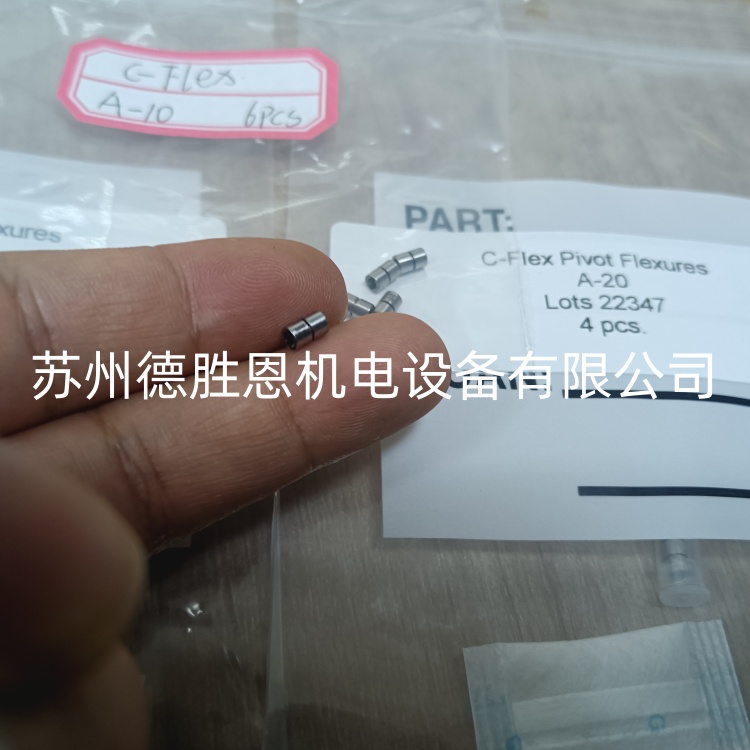 C-Flex
A-10 6pcs
xures
PART:
C-Flex Pivot Flexures
A-20
Lots 22347
4 pcs.
苏州德胜恩机电设备有限公司
G